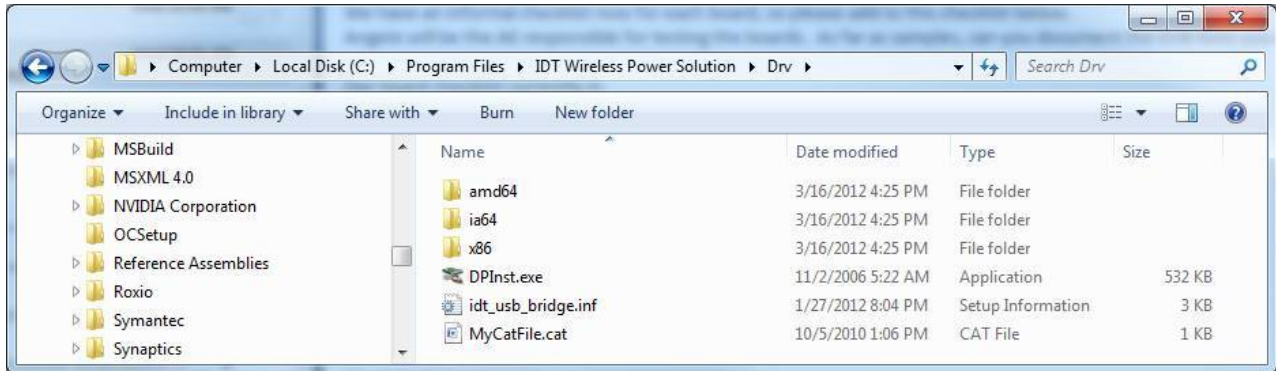 Computer Local Disk (C:) Program Files IDT Wireless Power Solution Drv Search Drv
Organize Include in library Share with Burn New folder
MSBuild
MSXML 4.0
NVIDIA Corporation
OCSetup
Reference Assemblies
Roxio
Symantec
Synaptics
Name Date modified Type Size
amd64 3/16/2012 4:25 PM File folder
ia64 3/16/2012 4:25 PM File folder
x86 3/16/2012 4:25 PM File folder
DPInst.exe 11/2/2006 5:22 AM Application 532 KB
idt_usb_bridge.inf 1/27/2012 8:04 PM Setup Information 3 KB
MyCatFile.cat 10/5/2010 1:06 PM CAT File 1 KB